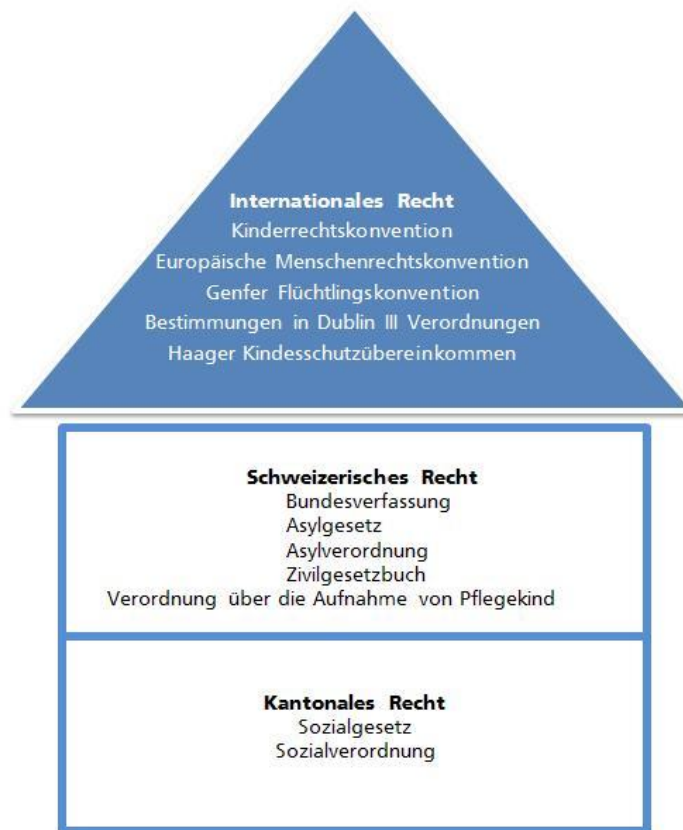 Internationales Recht
Kinderrechtskonvention
Europäische Menschenrechtskonvention
Genfer Flüchtlingskonvention
Bestimmungen in Dublin III Verordnungen
Haager Kindesschutzübereinkommen
Schweizerisches Recht
Bundesverfassung
Asylgesetz
Asylverordnung
Zivilgesetzbuch
Verordnung über die Aufnahme von Pflegekind
Kantonales Recht
Sozialgesetz
Sozialverordnung